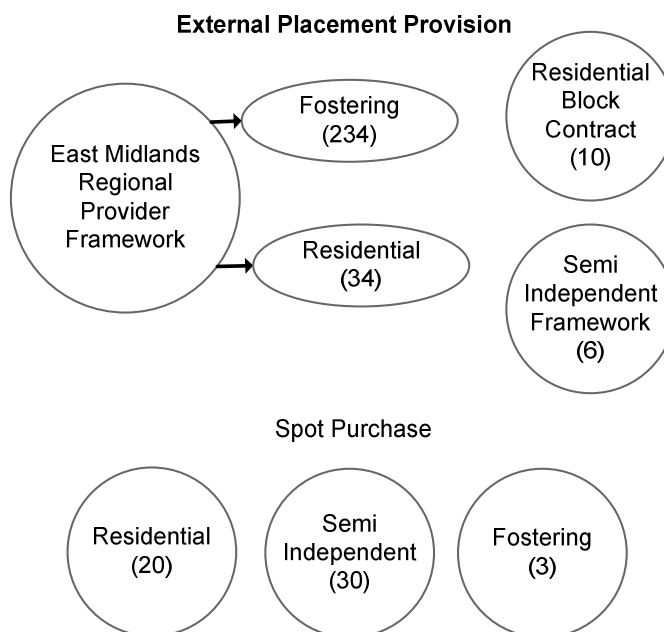 External Placement Provision
East Midlands
Regional
Provider
Framework
Fostering
(234)
Residential
(34)
Residential
Block
Contract
(10)
Semi
Independent
Framework
(6)
Spot Purchase
Residential
(20)
Semi
Independent
(30)
Fostering
(3)